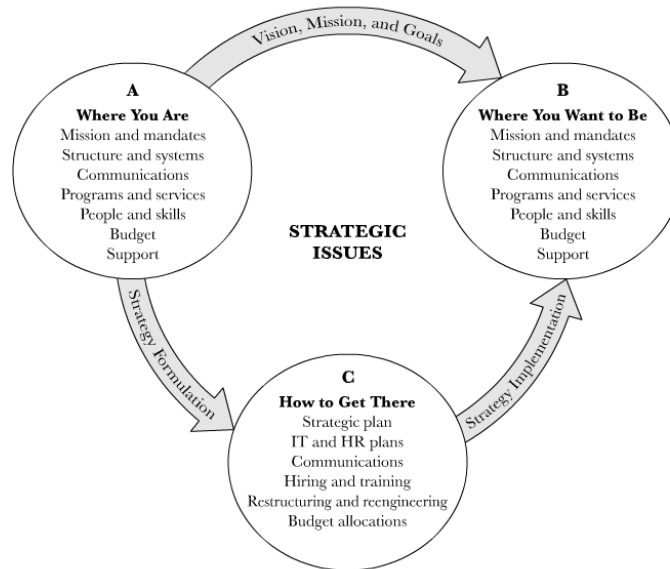 Vision, Mission, and Goals
A
Where You Are
Mission and mandates
Structure and systems
Communications
Programs and services
People and skills
Budget
Support
B
Where You Want to Be
Mission and mandates
Structure and systems
Communications
Programs and services
People and skills
Budget
Support
STRATEGIC
ISSUES
Strategy Formulation
Strategy Implementation
C
How to Get There
Strategic plan
IT and HR plans
Communications
Hiring and training
Restructuring and reengineering
Budget allocations